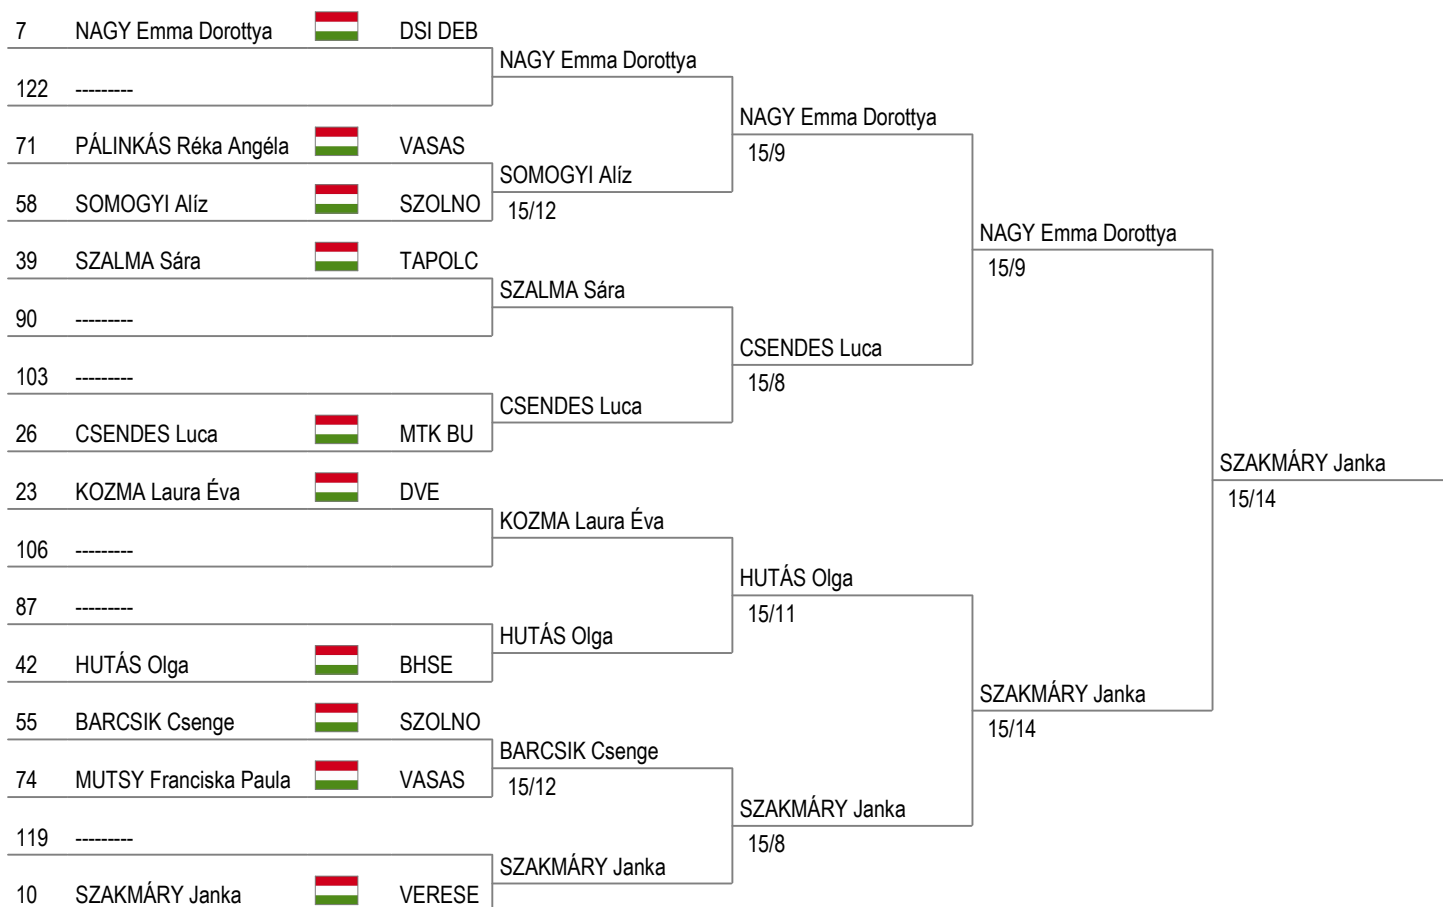 7 NAGY Emma Dorottya DSI DEB
NAGY Emma Dorottya
122 ---------
NAGY Emma Dorottya
15/9
71 PÁLINKÁS Réka Angéla VASAS
SOMOGYI Alíz
15/12
58 SOMOGYI Alíz SZOLNO
NAGY Emma Dorottya
15/9
39 SZALMA Sára TAPOLC
SZALMA Sára
90 ---------
CSENDES Luca
15/8
103 ---------
CSENDES Luca
26 CSENDES Luca MTK BU
SZAKMÁRY Janka
15/14
23 KOZMA Laura Éva DVE
KOZMA Laura Éva
106 ---------
HUTÁS Olga
15/11
87 ---------
HUTÁS Olga
42 HUTÁS Olga BHSE
SZAKMÁRY Janka
15/14
55 BARCSIK Csenge SZOLNO
BARCSIK Csenge
15/12
74 MUTSY Franciska Paula VASAS
SZAKMÁRY Janka
15/8
119 ---------
SZAKMÁRY Janka
10 SZAKMÁRY Janka VERESE